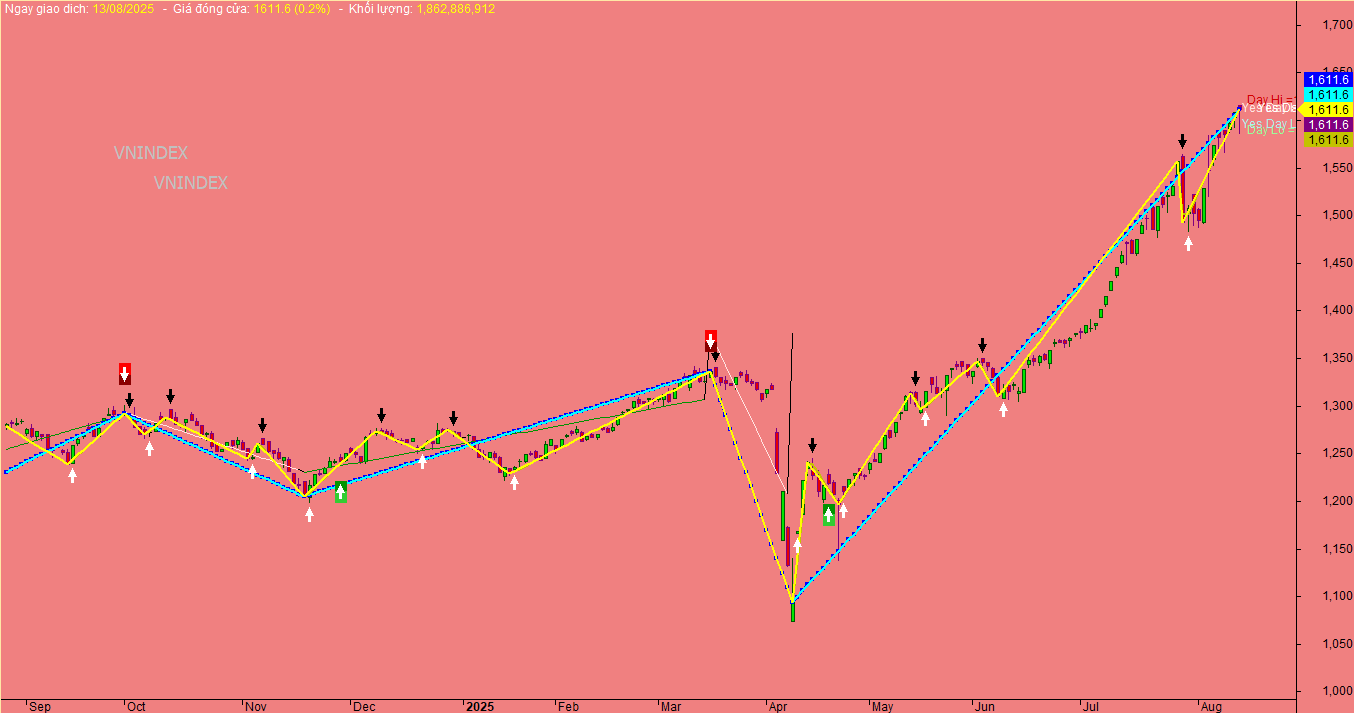 Ngay giao dich: 13/08/2025 - Giá đóng cửa: 1611.6 (0.2%) - Khối lượng: 1,862,886,912
1,700
1,650
1,611.6
1,611.6
Day Hi =
1,611.6
Yes Day L
1,611.6
Day Lo =
1,611.6
VNINDEX
VNINDEX
1,550
1,500
1,450
1,400
1,350
1,300
1,250
1,200
1,150
1,100
1,050
1,000
Sep Oct Nov Dec 2025 Feb Mar Apr May Jun Jul Aug